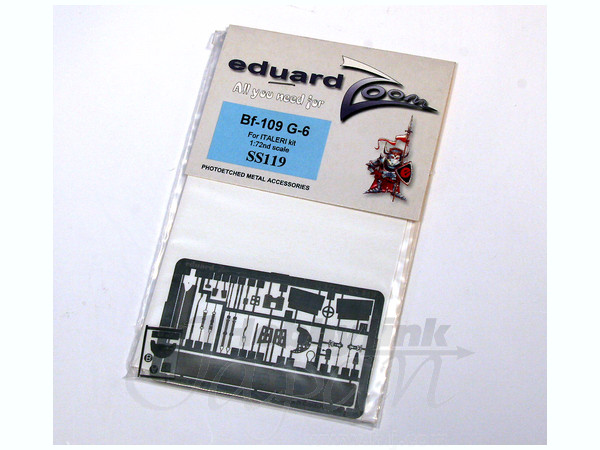 eduard
Zoom
All you need for
Bf-109 G-6
For ITALERI kit
1:72nd scale
SS119
PHOTOETCHED METAL ACCESSORIES